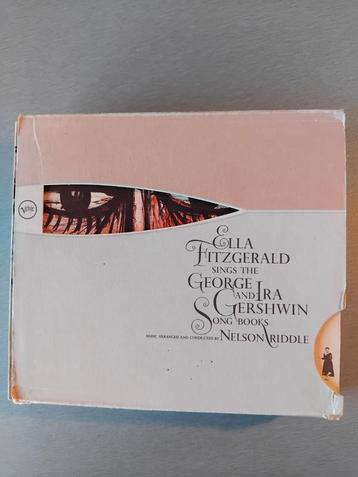 Verve
ELLA
FITZGERALD
SINGS THE
GEORGE
AND IRA
GERSHWIN
SONG BOOKS
MUSIC ARRANGED AND CONDUCTED BY NELSON RIDDLE